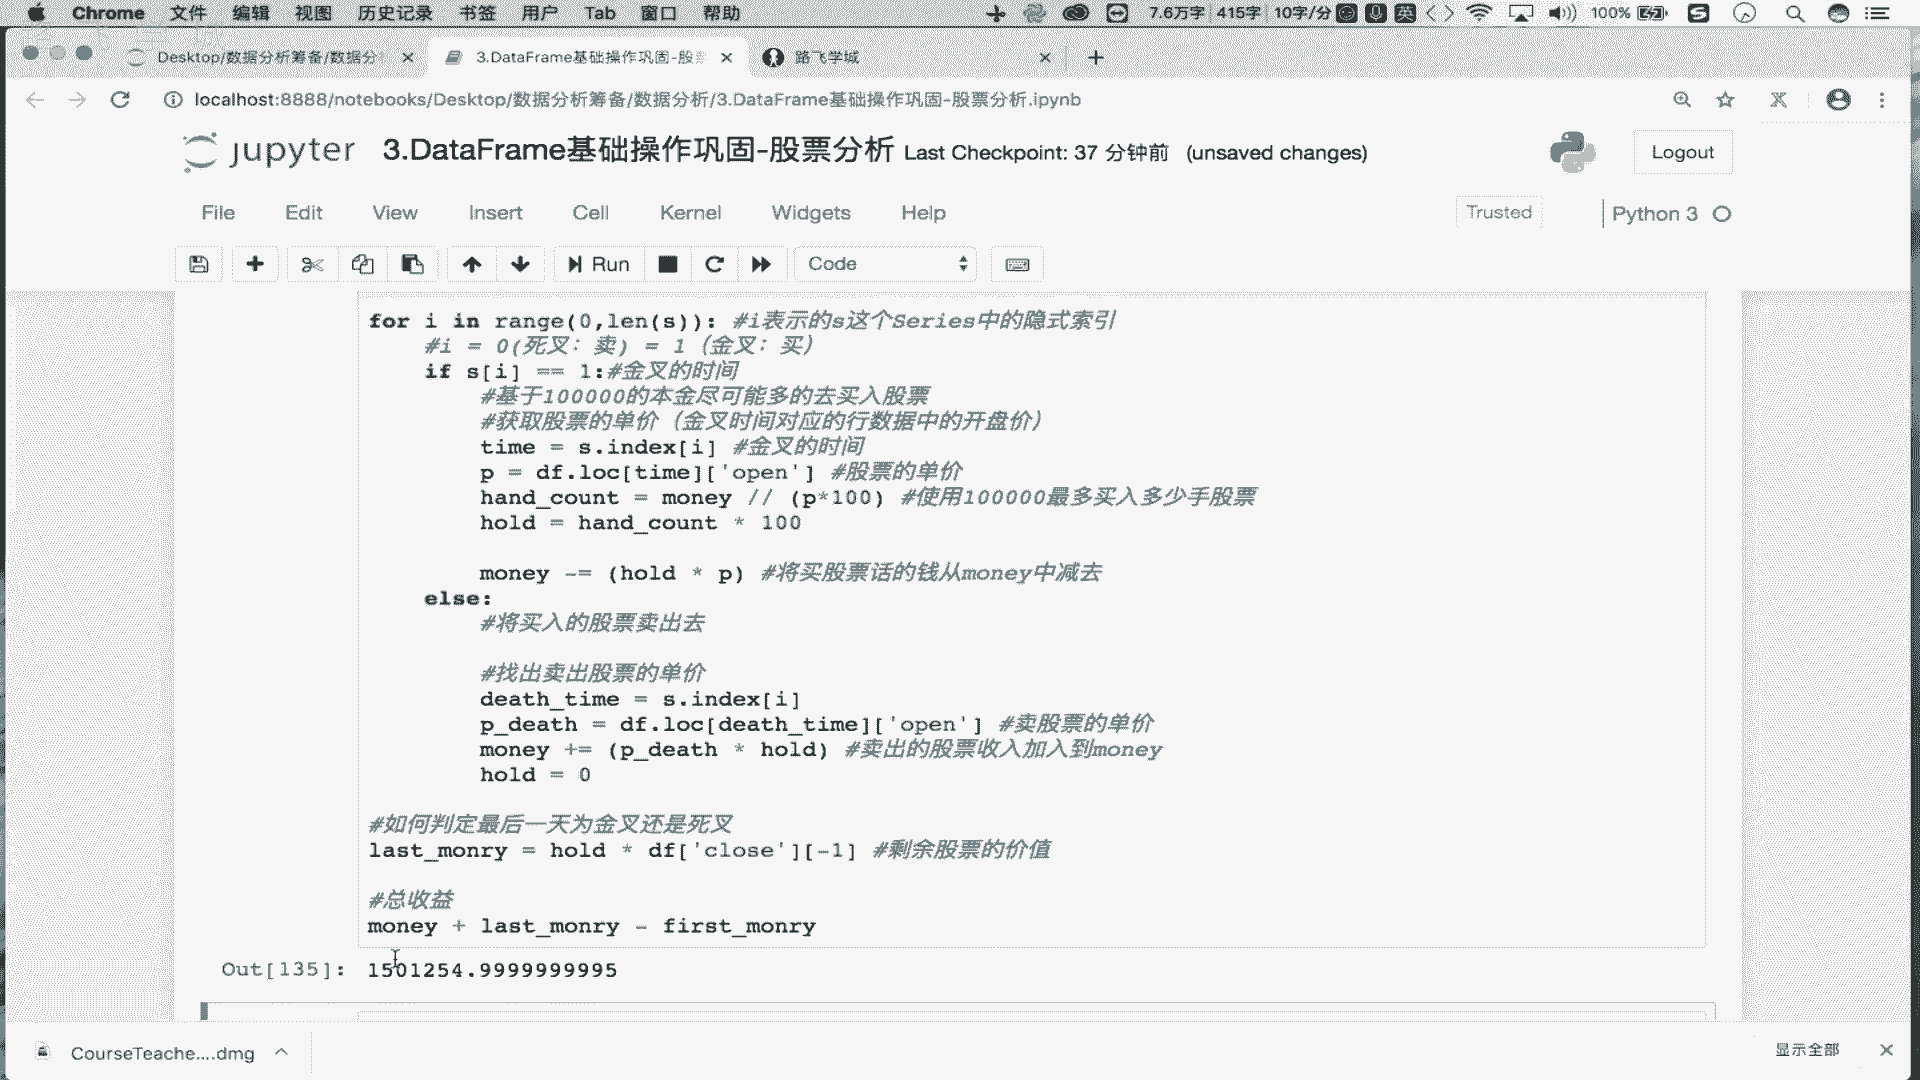 Chrome 文件 编辑 视图 历史记录 书签 用户 Tab 窗口 帮助 7.6万字 415字 10字/分 英 100%
Desktop/数据分析筹备/数据分 3.DataFrame基础操作巩固-股票 路飞学城
localhost:8888/notebooks/Desktop/数据分析筹备/数据分析/3.DataFrame基础操作巩固-股票分析.ipynb
jupyter 3.DataFrame基础操作巩固-股票分析 Last Checkpoint: 37 分钟前 (unsaved changes) Logout
File Edit View Insert Cell Kernel Widgets Help Trusted Python 3
Run Code
for i in range(0,len(s)): #i表示的s这个Series中的隐式索引
#i = 0(死叉：卖) = 1（金叉：买）
if s[i] == 1:#金叉的时间
#基于100000的本金尽可能多的去买入股票
#获取股票的单价（金叉时间对应的行数据中的开盘价）
time = s.index[i] #金叉的时间
p = df.loc[time]['open'] #股票的单价
hand_count = money // (p*100) #使用100000最多买入多少手股票
hold = hand_count * 100
money -= (hold * p) #将买股票话的钱从money中减去
else:
#将买入的股票卖出去
#找出卖出股票的单价
death_time = s.index[i]
p_death = df.loc[death_time]['open'] #卖股票的单价
money += (p_death * hold) #卖出的股票收入加入到money
hold = 0
#如何判定最后一天为金叉还是死叉
last_monry = hold * df['close'][-1] #剩余股票的价值
#总收益
money + last_monry - first_monry
Out[135]: 1501254.9999999995
CourseTeache....dmg 显示全部